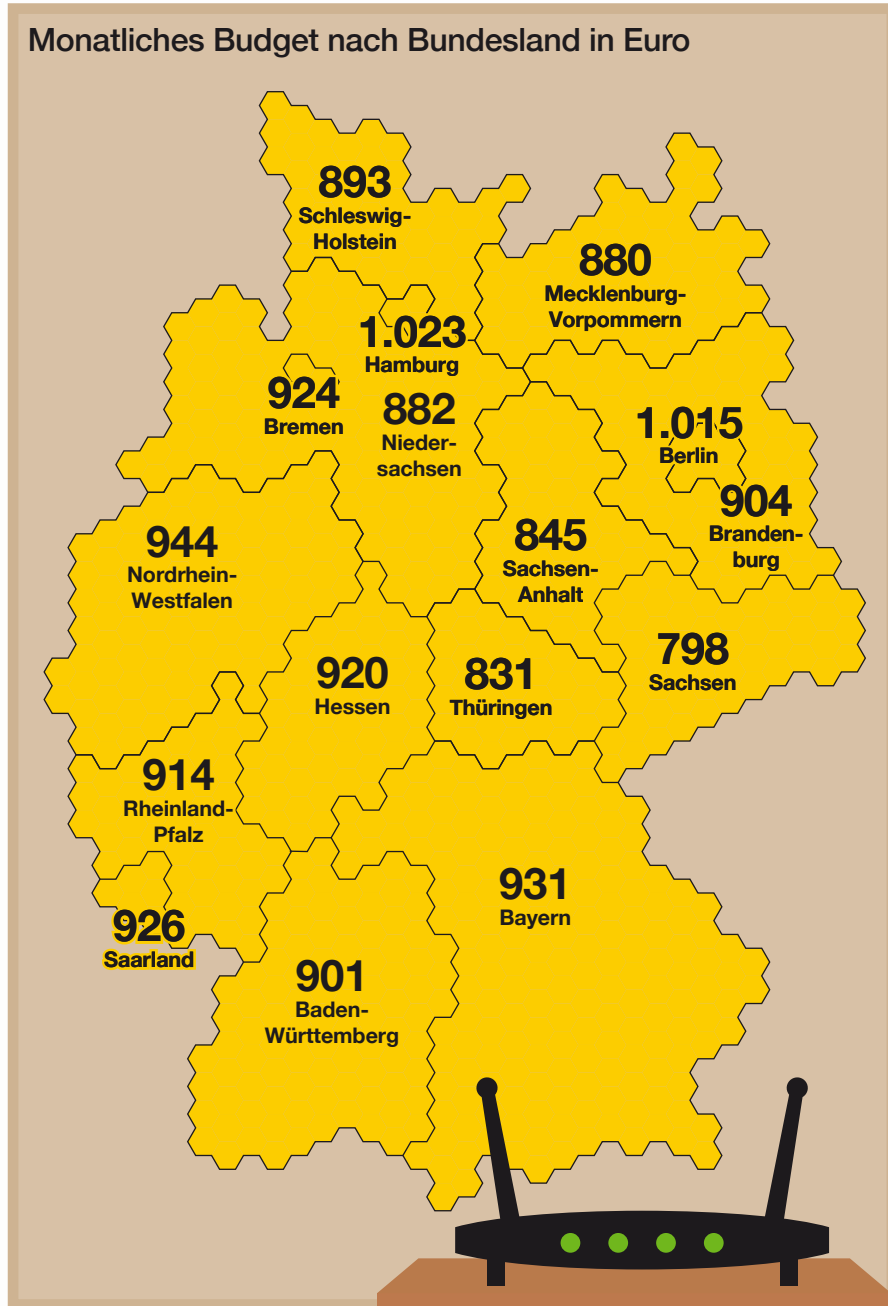 Monatliches Budget nach Bundesland in Euro
893
Schleswig-
Holstein
880
Mecklenburg-
Vorpommern
1.023
Hamburg
924
Bremen
882
Nieder-
sachsen
1.015
Berlin
904
Branden-
burg
944
Nordrhein-
Westfalen
845
Sachsen-
Anhalt
920
Hessen
831
Thüringen
798
Sachsen
914
Rheinland-
Pfalz
931
Bayern
926
Saarland
901
Baden-
Württemberg